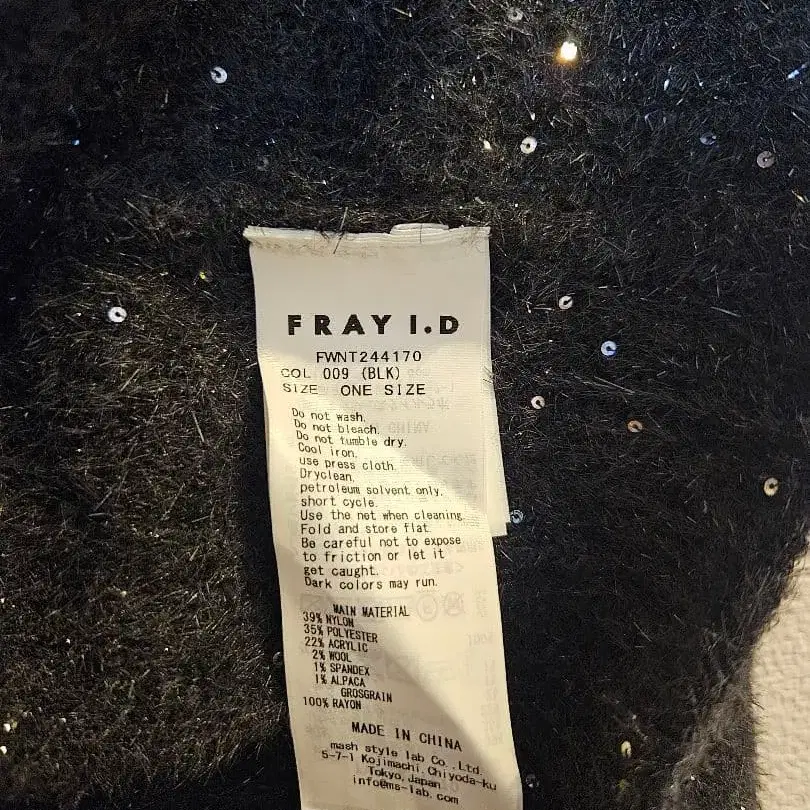 FRAY I.D
FWNT244170
COL 009 (BLK)
SIZE ONE SIZE
Do not wash.
Do not bleach.
Do not tumble dry.
Cool iron.
use press cloth.
Dryclean,
petroleum solvent only.
short cycle.
Use the net when cleaning.
Fold and store flat.
Be careful not to expose
to friction or let it
get caught.
Dark colors may run.
MAIN MATERIAL
39% NYLON
35% POLYESTER
22% ACRYLIC
2% WOOL
1% SPANDEX
1% ALPACA
GROSGRAIN
100% RAYON
MADE IN CHINA
mash style lab Co.,Ltd.
5-7-1 Kojimachi,Chiyoda-ku
Tokyo,Japan
info@ms-lab.com